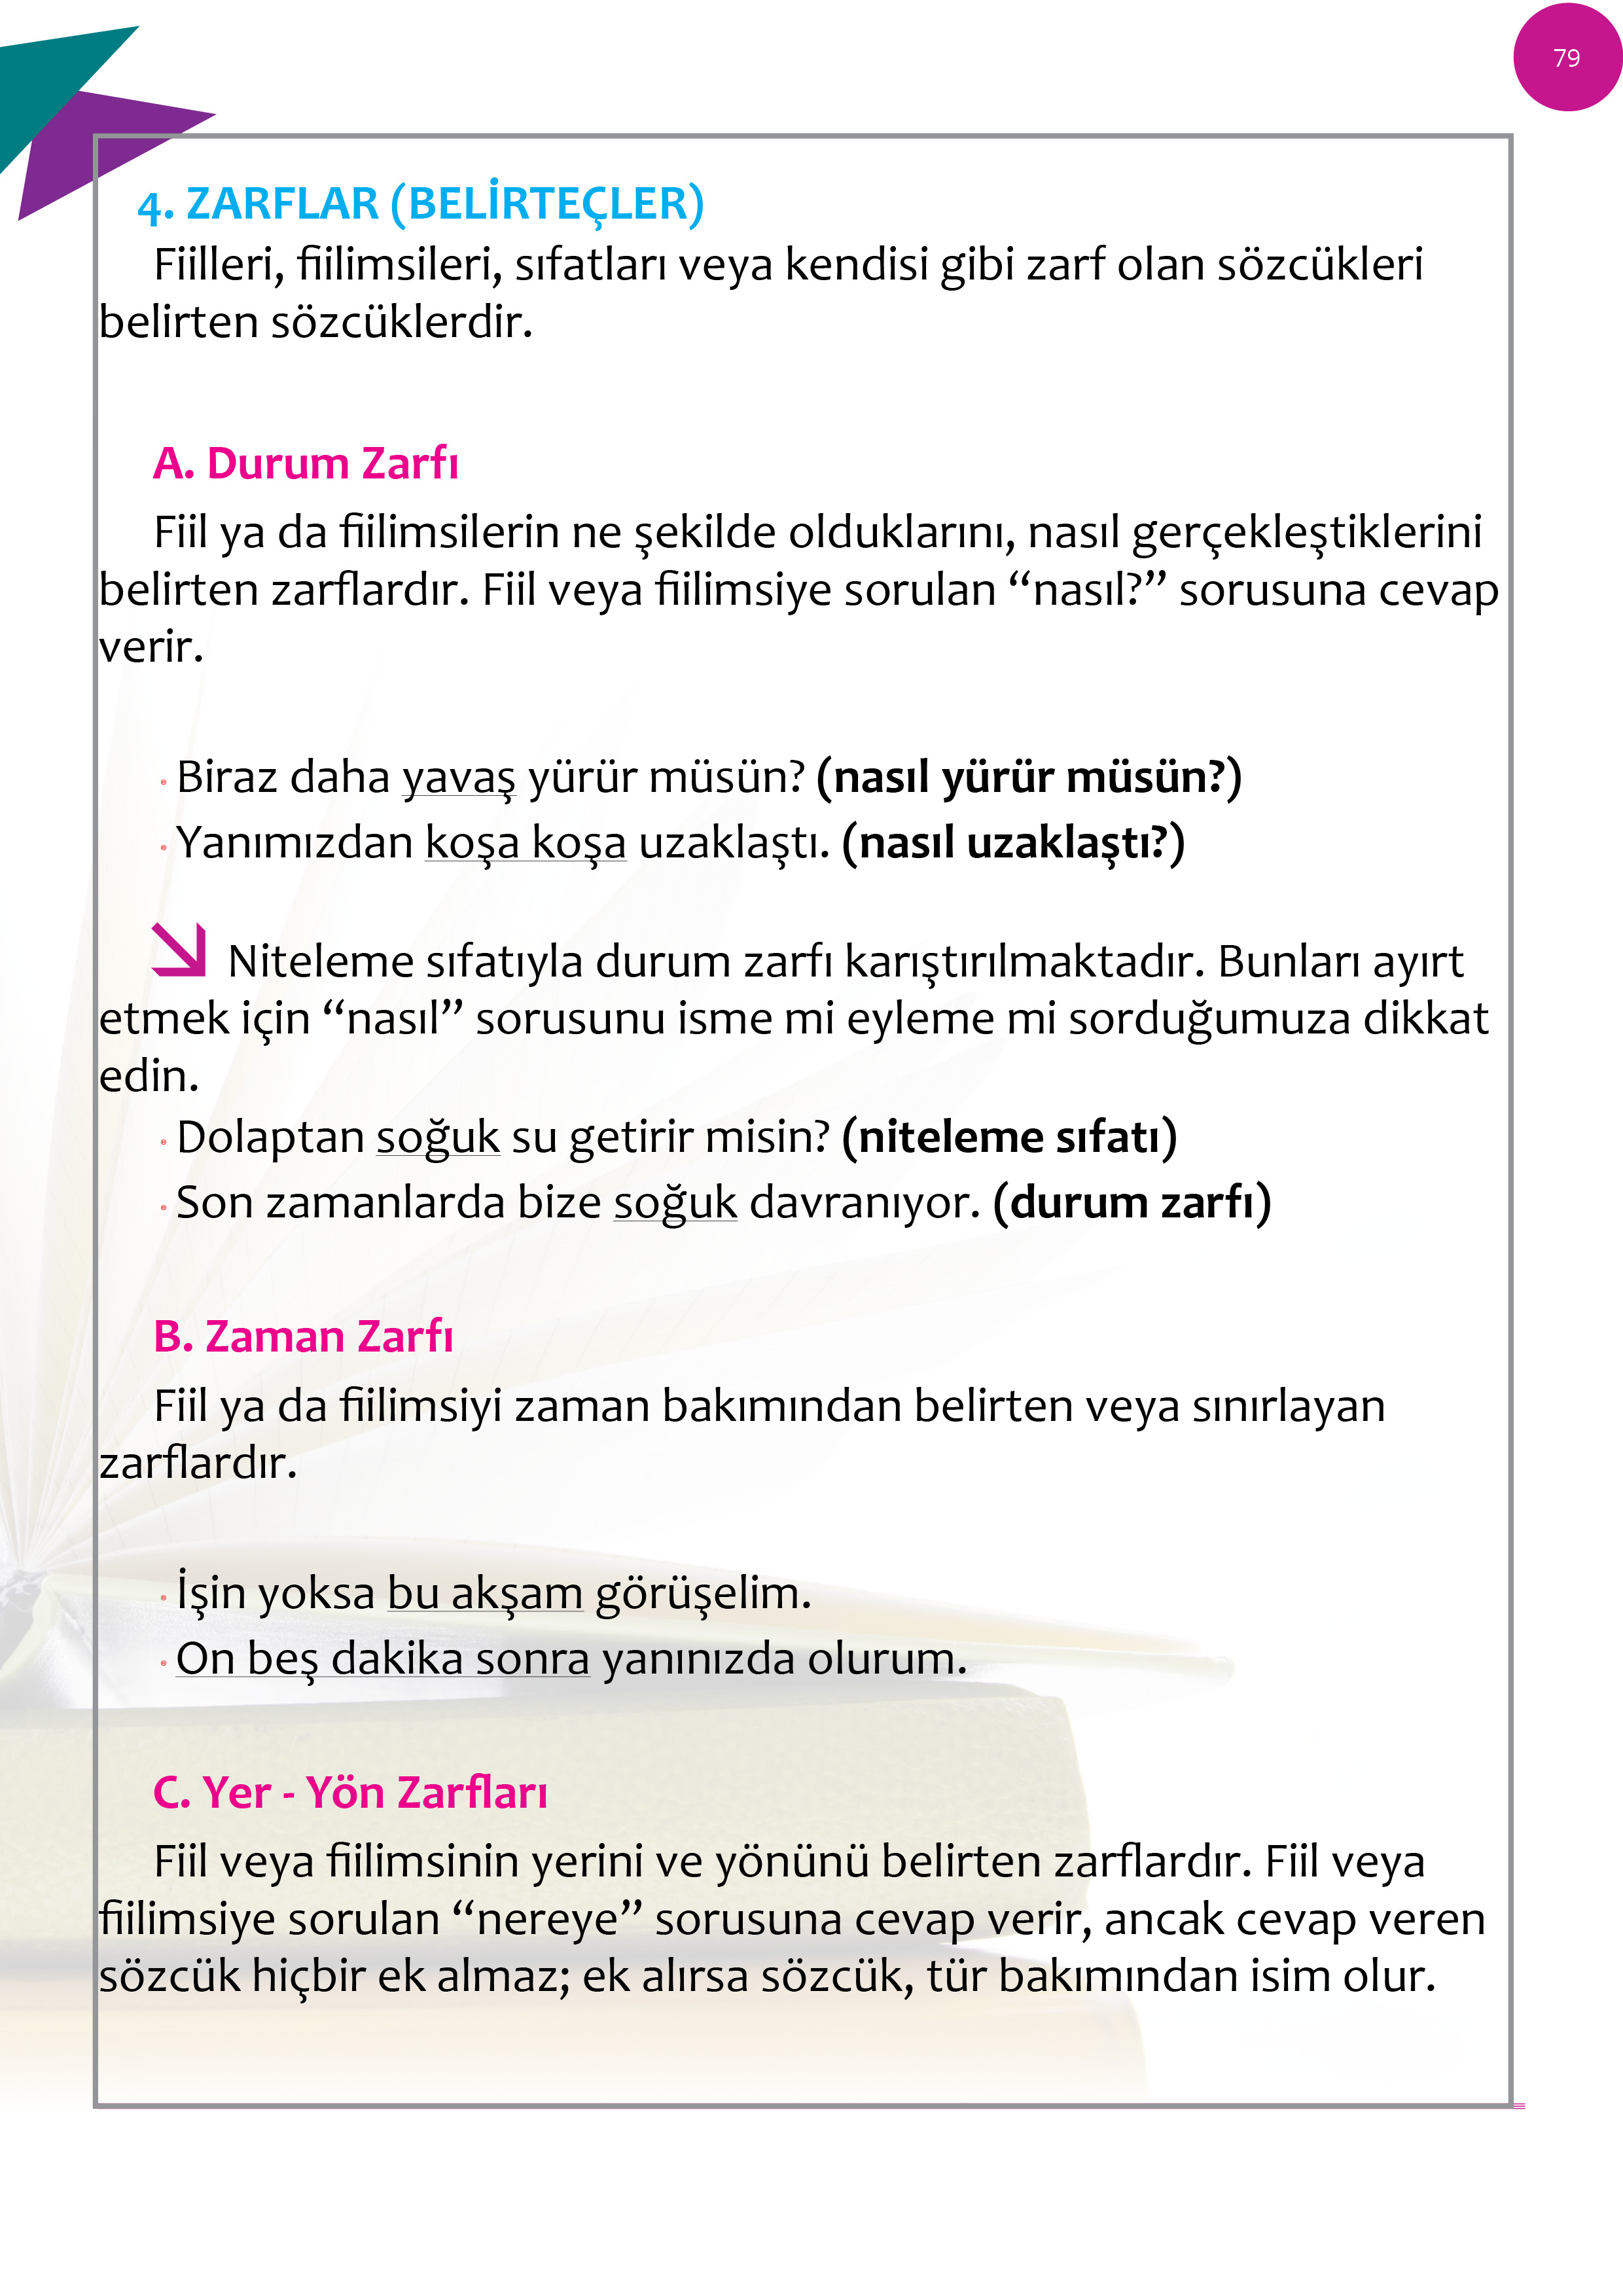 79
4. ZARFLAR (BELİRTEÇLER)
Fiilleri, fiilimsileri, sıfatları veya kendisi gibi zarf olan sözcükleri
belirten sözcüklerdir.
A. Durum Zarfı
Fiil ya da fiilimsilerin ne şekilde olduklarını, nasıl gerçekleştiklerini
belirten zarflardır. Fiil veya fiilimsiye sorulan “nasıl?” sorusuna cevap
verir.
Biraz daha yavaş yürür müsün? (nasıl yürür müsün?)
Yanımızdan koşa koşa uzaklaştı. (nasıl uzaklaştı?)
Niteleme sıfatıyla durum zarfı karıştırılmaktadır. Bunları ayırt
etmek için “nasıl” sorusunu isme mi eyleme mi sorduğumuza dikkat
edin.
Dolaptan soğuk su getirir misin? (niteleme sıfatı)
Son zamanlarda bize soğuk davranıyor. (durum zarfı)
B. Zaman Zarfı
Fiil ya da fiilimsiyi zaman bakımından belirten veya sınırlayan
zarflardır.
İşin yoksa bu akşam görüşelim.
On beş dakika sonra yanınızda olurum.
C. Yer - Yön Zarfları
Fiil veya fiilimsinin yerini ve yönünü belirten zarflardır. Fiil veya
fiilimsiye sorulan “nereye” sorusuna cevap verir, ancak cevap veren
sözcük hiçbir ek almaz; ek alırsa sözcük, tür bakımından isim olur.